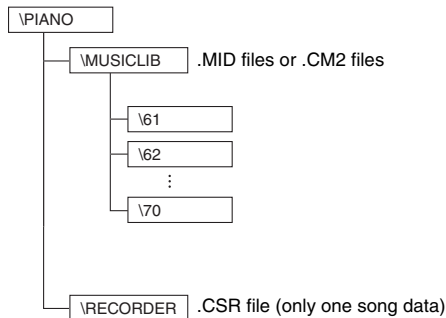 \PIANO
\MUSICLIB .MID files or .CM2 files
\61
\62
⋮
\70
\RECORDER .CSR file (only one song data)